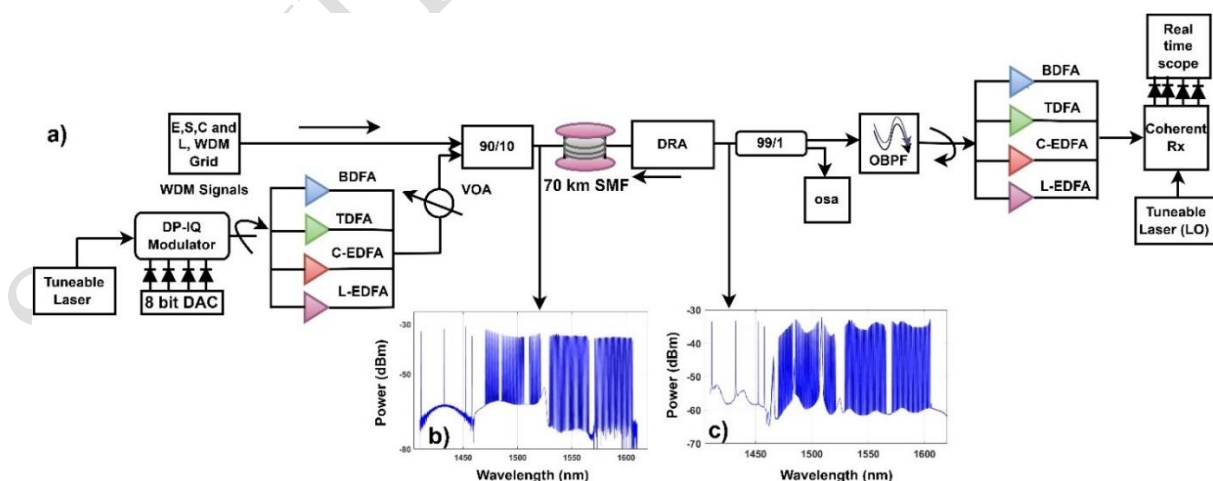 a)
E,S,C and
L, WDM
Grid
WDM Signals
Tuneable
Laser
DP-IQ
Modulator
8 bit DAC
BDFA
TDFA
C-EDFA
L-EDFA
VOA
90/10
70 km SMF
DRA
99/1
osa
OBPF
BDFA
TDFA
C-EDFA
L-EDFA
Real
time
scope
Coherent
Rx
Tuneable
Laser (LO)
-30
-50
-80
Power (dBm)
b)
1450
1500
1550
1600
Wavelength (nm)
-30
-40
-50
-60
-70
Power (dBm)
c)
1450
1500
1550
1600
Wavelength (nm)